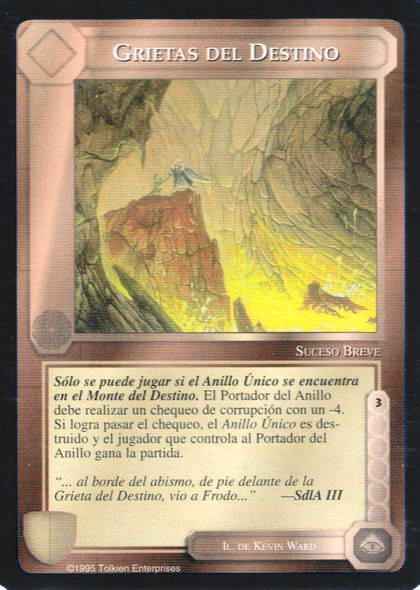 GRIETAS DEL DESTINO
SUCESO BREVE
Sólo se puede jugar si el Anillo Único se encuentra
en el Monte del Destino. El Portador del Anillo
debe realizar un chequeo de corrupción con un -4.
Si logra pasar el chequeo, el Anillo Único es des-
truido y el jugador que controla al Portador del
Anillo gana la partida.
3
“... al borde del abismo, de pie delante de la
Grieta del Destino, vio a Frodo...” —SdlA III
IL. DE KEVIN WARD
©1995 Tolkien Enterprises